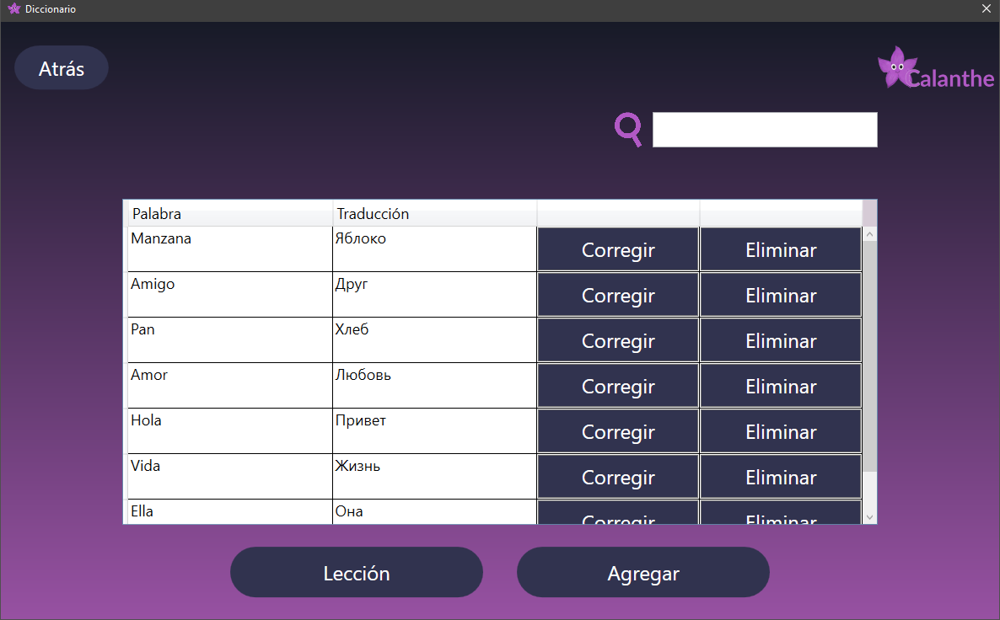 Diccionario
Atrás
Calanthe
Palabra Traducción
Manzana Яблоко Corregir Eliminar
Amigo Друг Corregir Eliminar
Pan Хлеб Corregir Eliminar
Amor Любовь Corregir Eliminar
Hola Привет Corregir Eliminar
Vida Жизнь Corregir Eliminar
Ella Она Corregir Eliminar
Lección Agregar